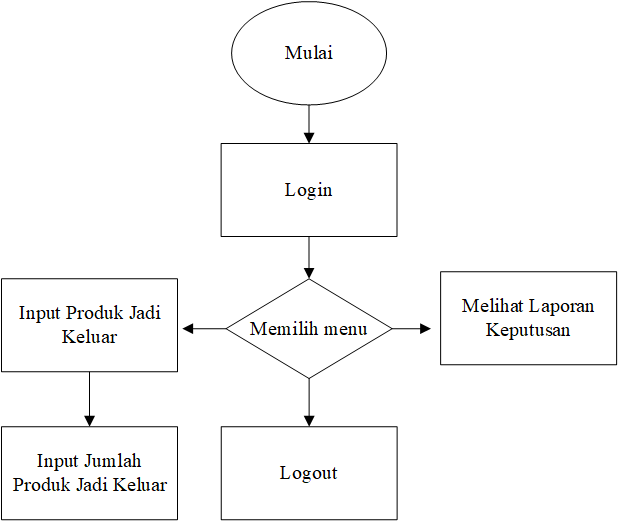 Mulai
Login
Input Produk Jadi
Keluar
Memilih menu
Melihat Laporan
Keputusan
Input Jumlah
Produk Jadi Keluar
Logout